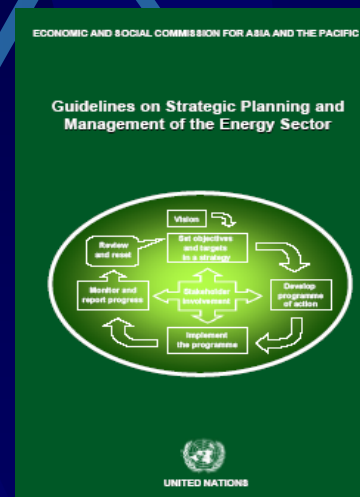 ECONOMIC AND SOCIAL COMMISSION FOR ASIA AND THE PACIFIC
Guidelines on Strategic Planning and
Management of the Energy Sector
Vision
Set objectives
and targets
in a strategy
Review
and reset
Monitor and
report progress
Stakeholder
involvement
Develop
programme
of action
Implement
the programme
UNITED NATIONS